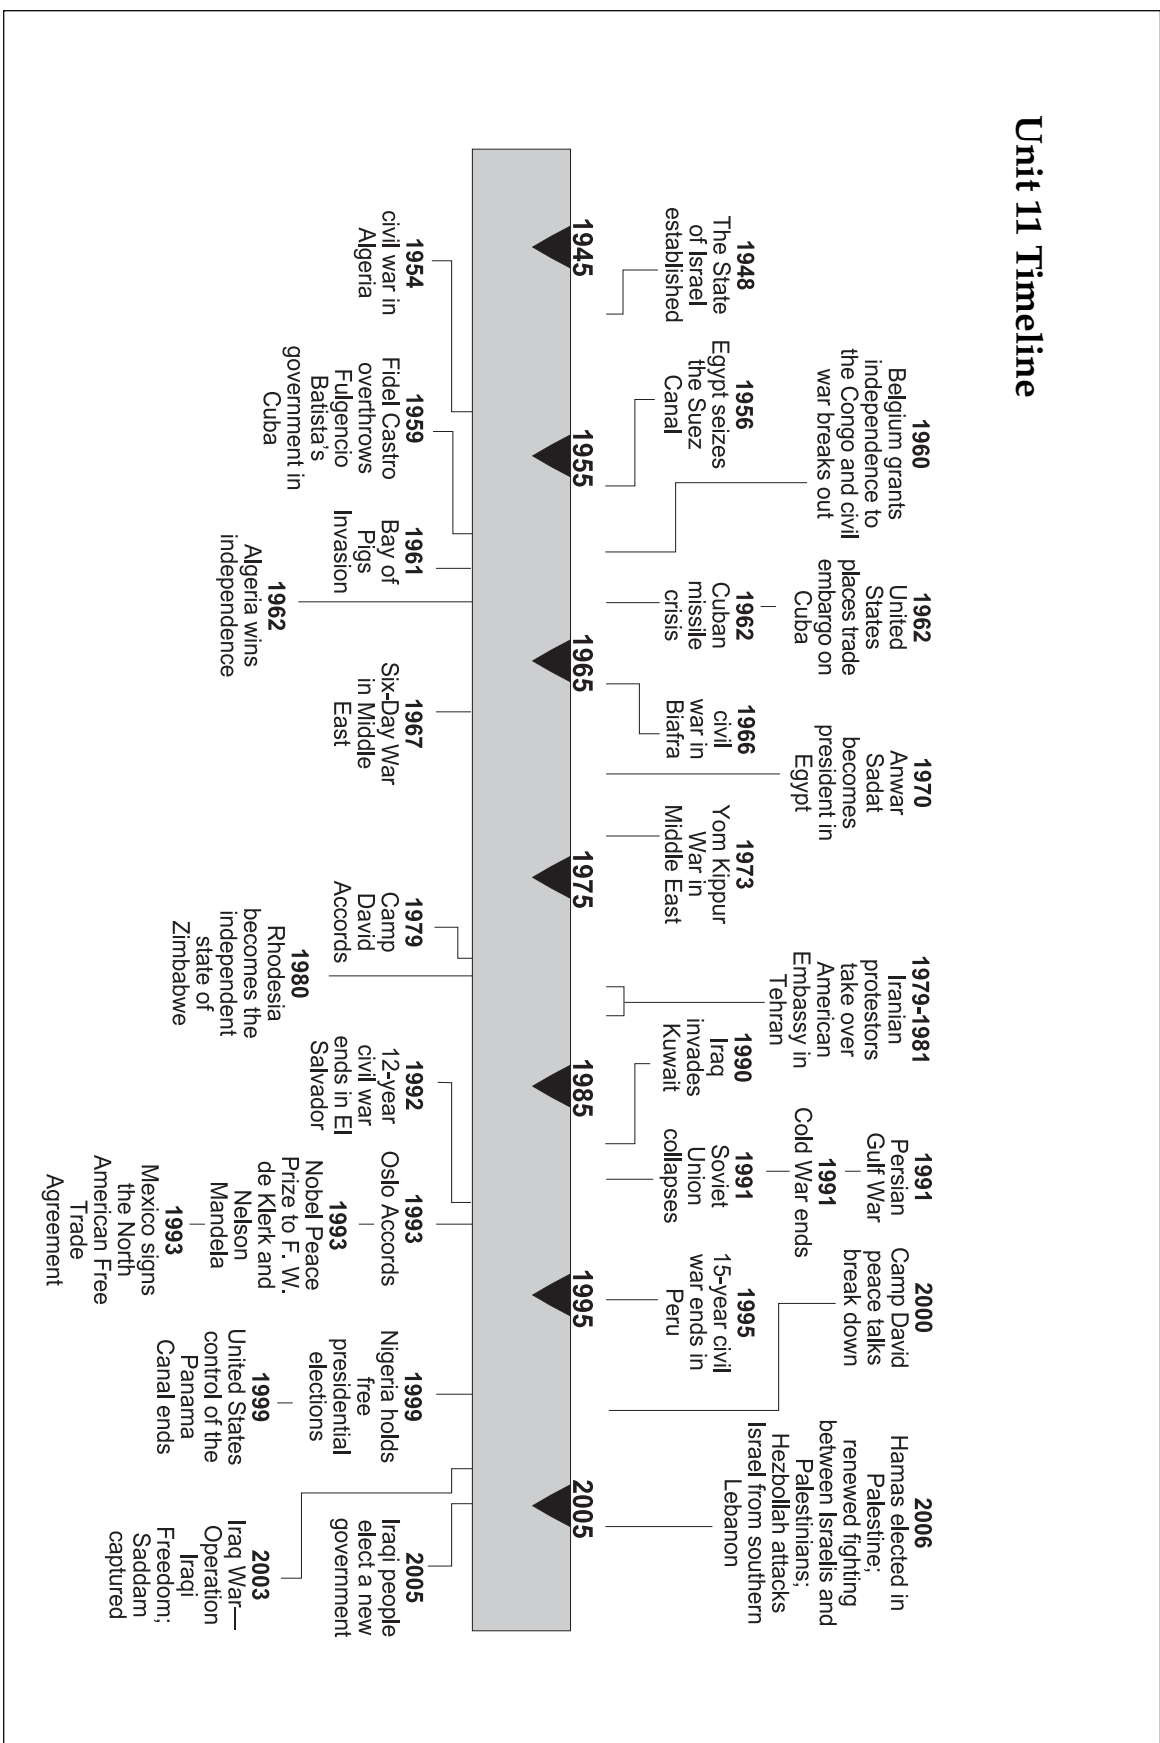 Unit 11 Timeline
1960
Belgium grants
independence to
the Congo and civil
war breaks out
1962
United
States
places trade
embargo on
Cuba
1970
Anwar
Sadat
becomes
president in
Egypt
1979-1981
Iranian
protestors
take over
American
Embassy in
Tehran
1991
Persian
Gulf War
1991
Cold War ends
2000
Camp David
peace talks
break down
2006
Hamas elected in
Palestine;
renewed fighting
between Israelis and
Palestinians;
Hezbollah attacks
Israel from southern
Lebanon
1948
The State
of Israel
established
1956
Egypt seizes
the Suez
Canal
1962
Cuban
missile
crisis
1966
civil
war in
Biafra
1973
Yom Kippur
War in
Middle East
1990
Iraq
invades
Kuwait
1991
Soviet
Union
collapses
1995
15-year civil
war ends in
Peru
1945
1955
1965
1975
1985
1995
2005
1954
civil war in
Algeria
1959
Fidel Castro
overthrows
Fulgencio
Batista's
government in
Cuba
1961
Bay of
Pigs
Invasion
1962
Algeria wins
independence
1967
Six-Day War
in Middle
East
1979
Camp
David
Accords
1980
Rhodesia
becomes the
independent
state of
Zimbabwe
1992
12-year
civil war
ends in El
Salvador
1993
Oslo Accords
1993
Nobel Peace
Prize to F. W.
de Klerk and
Nelson
Mandela
1993
Mexico signs
the North
American Free
Trade
Agreement
1999
Nigeria holds
free
presidential
elections
1999
United States
control of the
Panama
Canal ends
2005
Iraqi people
elect a new
government
2003
Iraq War—
Operation
Iraqi
Freedom;
Saddam
captured